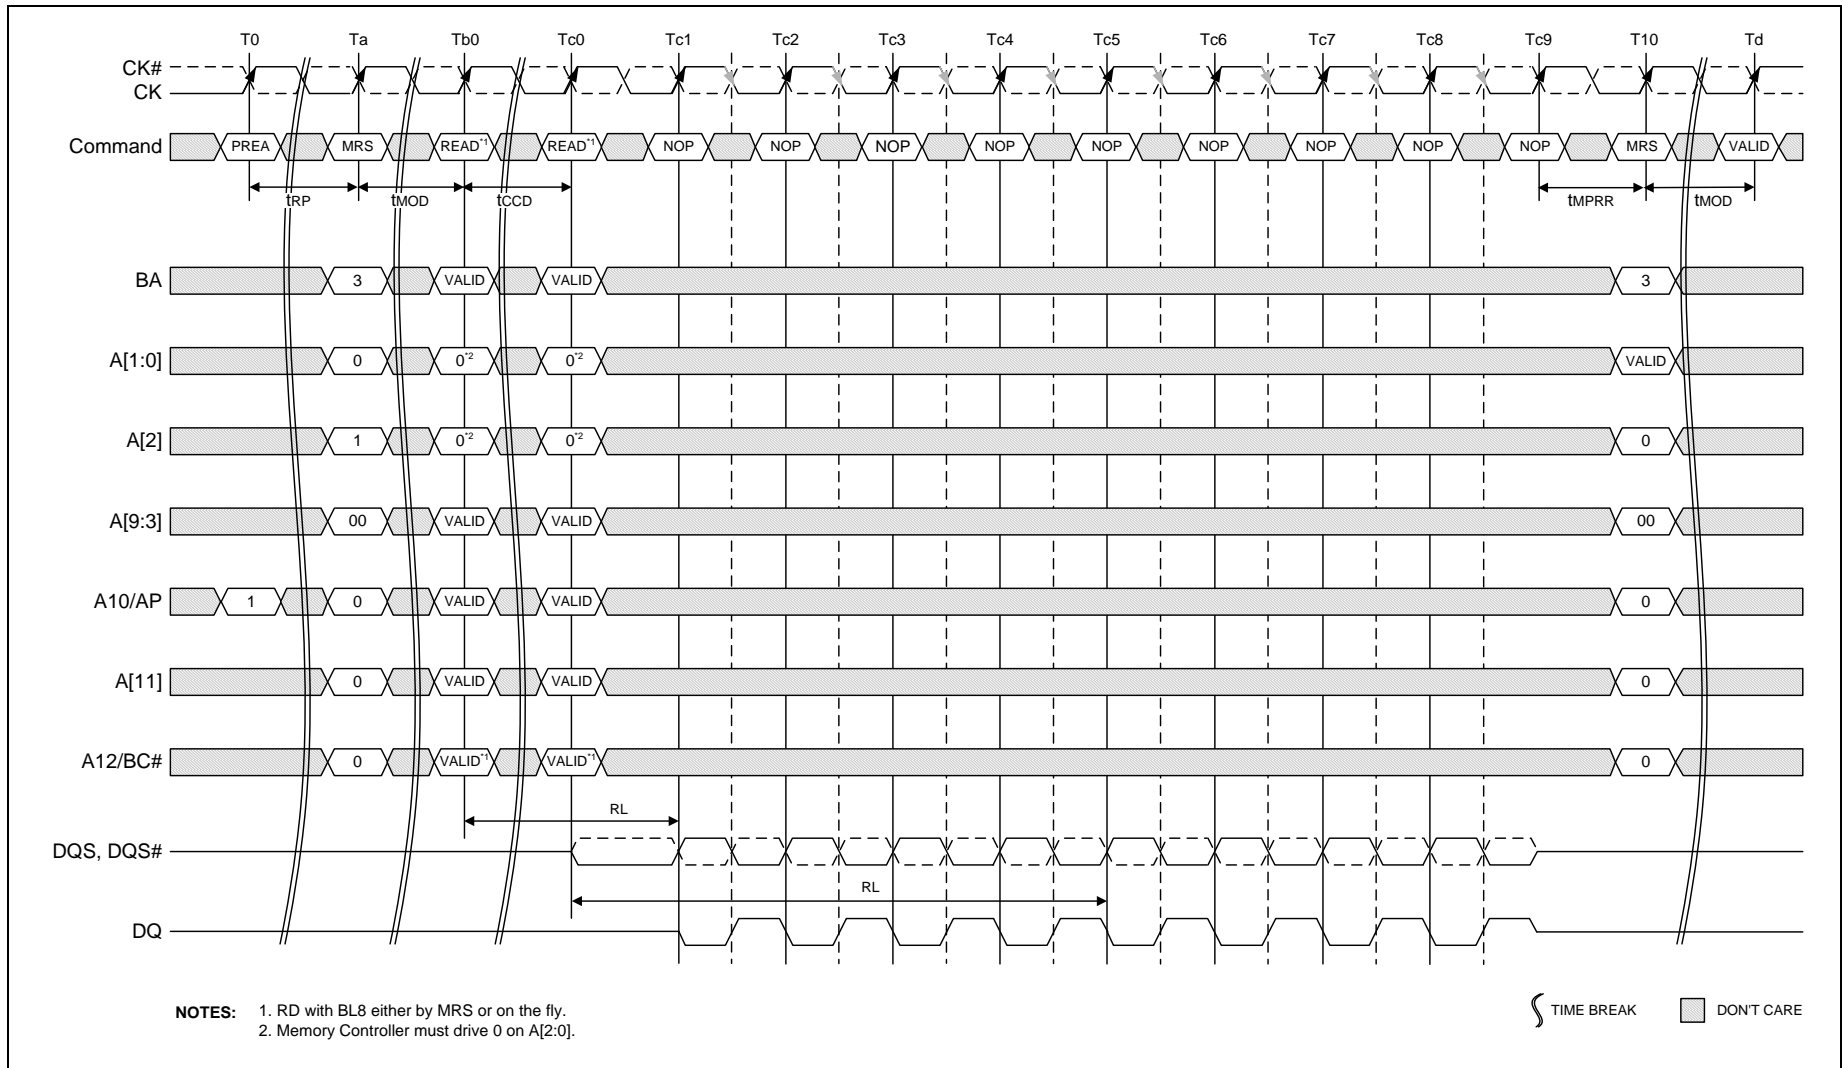 T0 Ta Tb0 Tc0 Tc1 Tc2 Tc3 Tc4 Tc5 Tc6 Tc7 Tc8 Tc9 T10 Td
CK#
CK
Command PREA MRS READ*1 READ*1 NOP NOP NOP NOP NOP NOP NOP NOP NOP MRS VALID
tRP tMOD tCCD tMPRR tMOD
BA 3 VALID VALID 3
A[1:0] 0 0*2 0*2 VALID
A[2] 1 0*2 0*2 0
A[9:3] 00 VALID VALID 00
A10/AP 1 0 VALID VALID 0
A[11] 0 VALID VALID 0
A12/BC# 0 VALID*1 VALID*1 0
RL
DQS, DQS#
RL
DQ
NOTES: 1. RD with BL8 either by MRS or on the fly.
2. Memory Controller must drive 0 on A[2:0].
TIME BREAK DON'T CARE